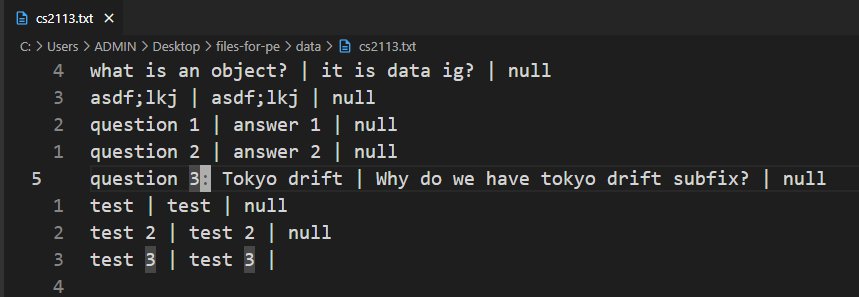 cs2113.txt ×
C: > Users > ADMIN > Desktop > files-for-pe > data > cs2113.txt
4 what is an object? | it is data ig? | null
3 asdf;lkj | asdf;lkj | null
2 question 1 | answer 1 | null
1 question 2 | answer 2 | null
5 question 3: Tokyo drift | Why do we have tokyo drift subfix? | null
1 test | test | null
2 test 2 | test 2 | null
3 test 3 | test 3 |
4